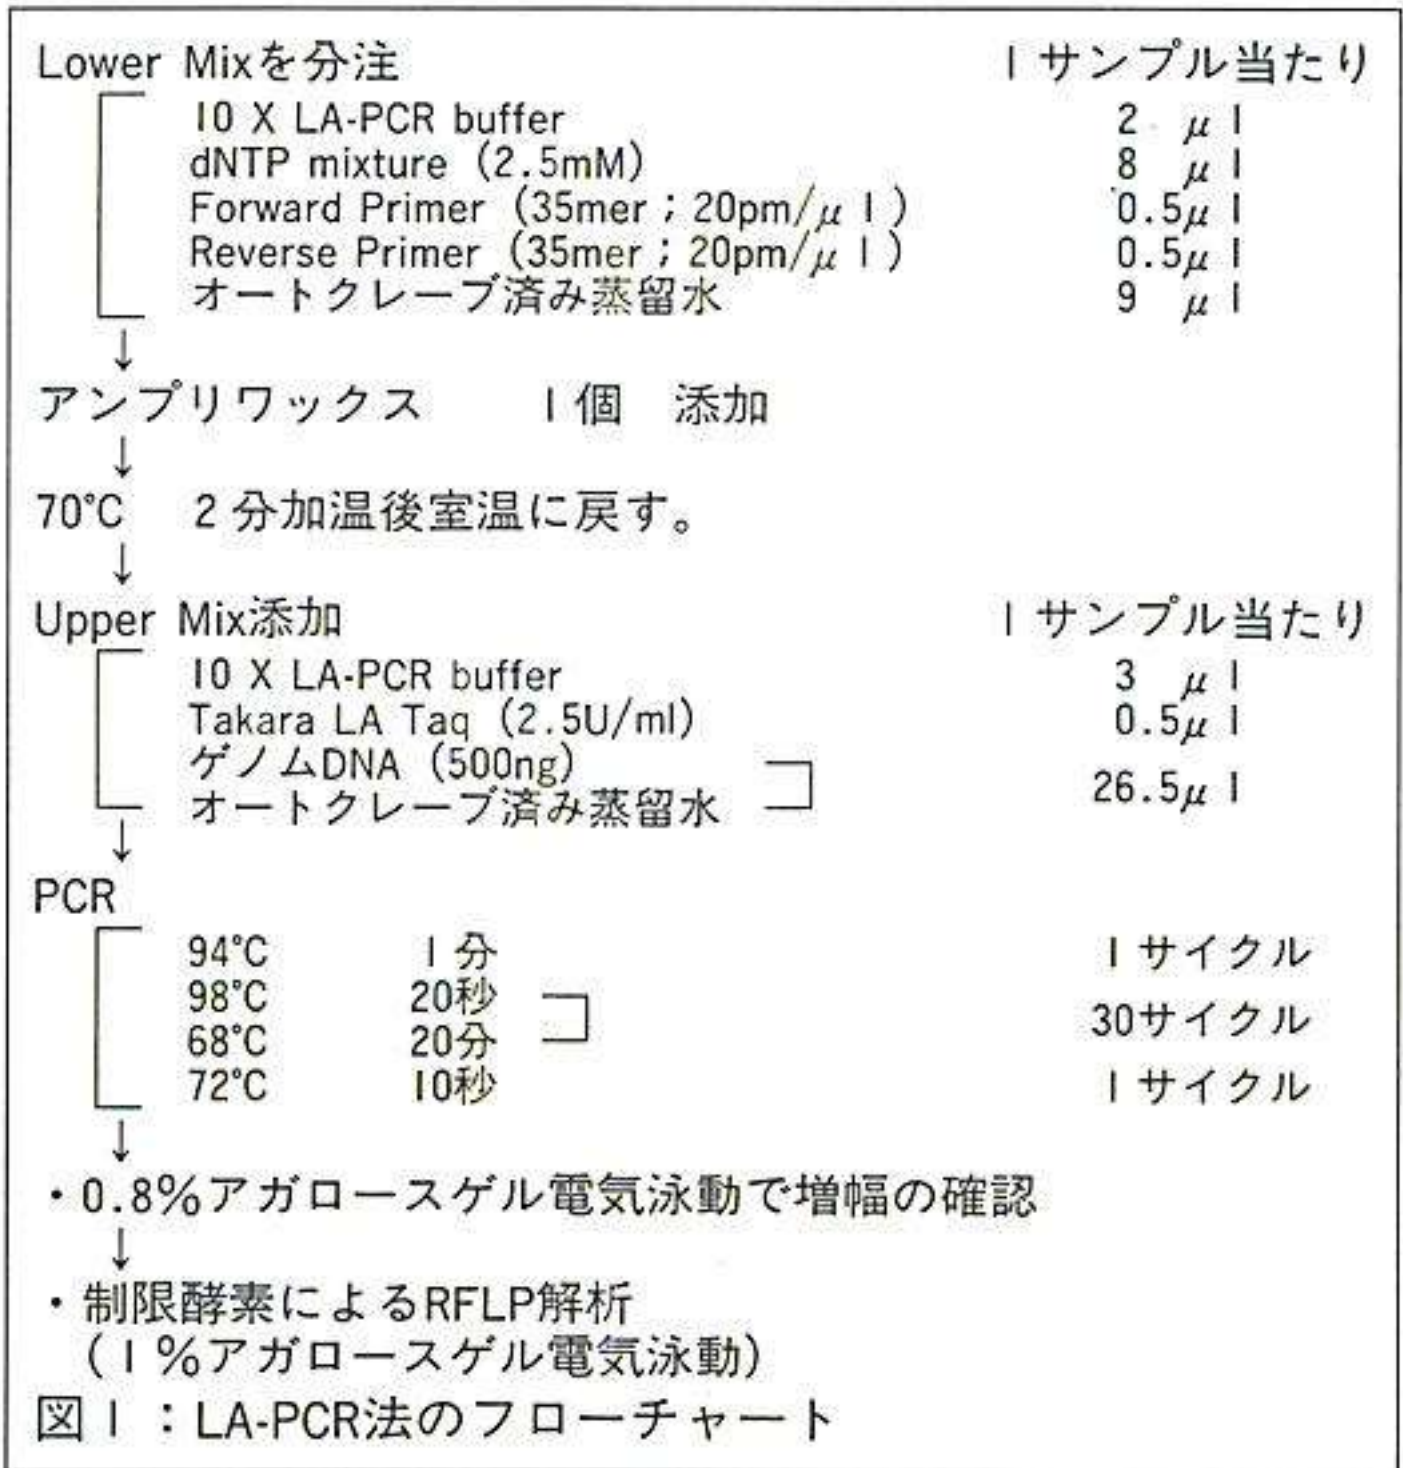 Lower Mixを分注 1サンプル当たり
10 X LA-PCR buffer 2 μl
dNTP mixture (2.5mM) 8 μl
Forward Primer (35mer;20pm/μl) 0.5μl
Reverse Primer (35mer;20pm/μl) 0.5μl
オートクレーブ済み蒸留水 9 μl
↓
アンプリワックス 1個 添加
↓
70℃ 2分加温後室温に戻す。
↓
Upper Mix添加 1サンプル当たり
10 X LA-PCR buffer 3 μl
Takara LA Taq (2.5U/ml) 0.5μl
ゲノムDNA (500ng)
26.5μl
オートクレーブ済み蒸留水
↓
PCR
94℃ 1分 1サイクル
98℃ 20秒
30サイクル
68℃ 20分
72℃ 10秒 1サイクル
↓
・0.8%アガロースゲル電気泳動で増幅の確認
↓
・制限酵素によるRFLP解析
(1%アガロースゲル電気泳動)
図1:LA-PCR法のフローチャート